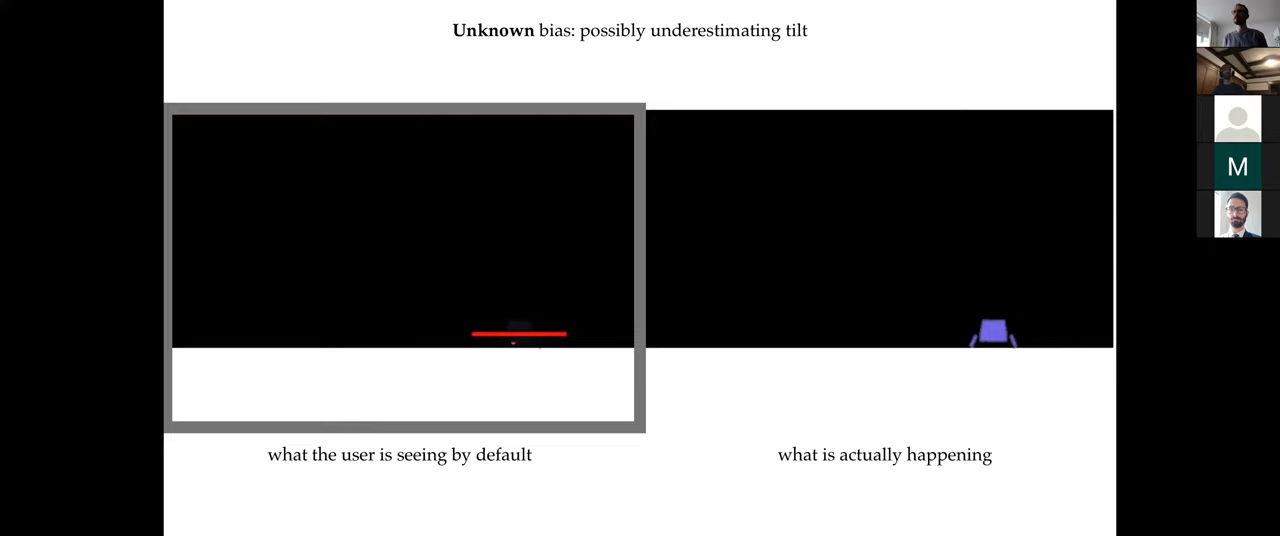 Unknown bias: possibly underestimating tilt
M
what the user is seeing by default
what is actually happening